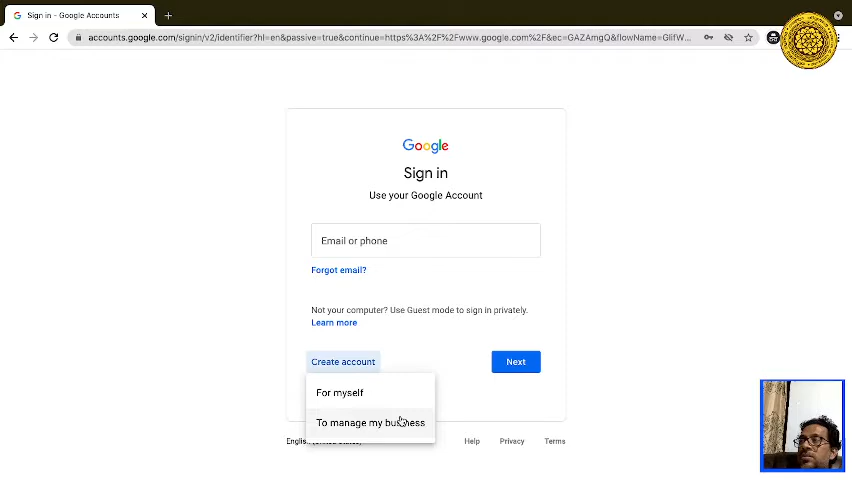 Sign in - Google Accounts
accounts.google.com/signin/v2/identifier?hl=en&passive=true&continue=https%3A%2F%2Fwww.google.com%2F&ec=GAZAmgQ&flowName=GlifW...
Google
Sign in
Use your Google Account
Email or phone
Forgot email?
Not your computer? Use Guest mode to sign in privately.
Learn more
Create account
Next
For myself
To manage my business
English (United States)
Help
Privacy
Terms